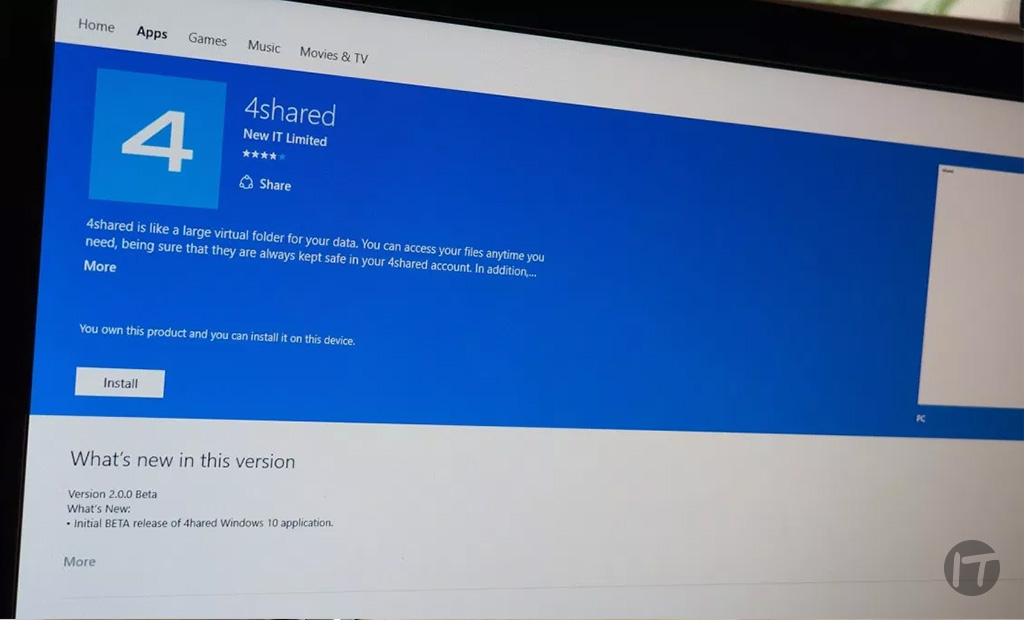 Home Apps Games Music Movies & TV
4
4shared
New IT Limited
Share
4shared is like a large virtual folder for your data. You can access your files anytime you
need, being sure that they are always kept safe in your 4shared account. In addition,...
More
You own this product and you can install it on this device.
Install
PC
What's new in this version
Version 2.0.0 Beta
What's New:
• Initial BETA release of 4hared Windows 10 application.
More
IT